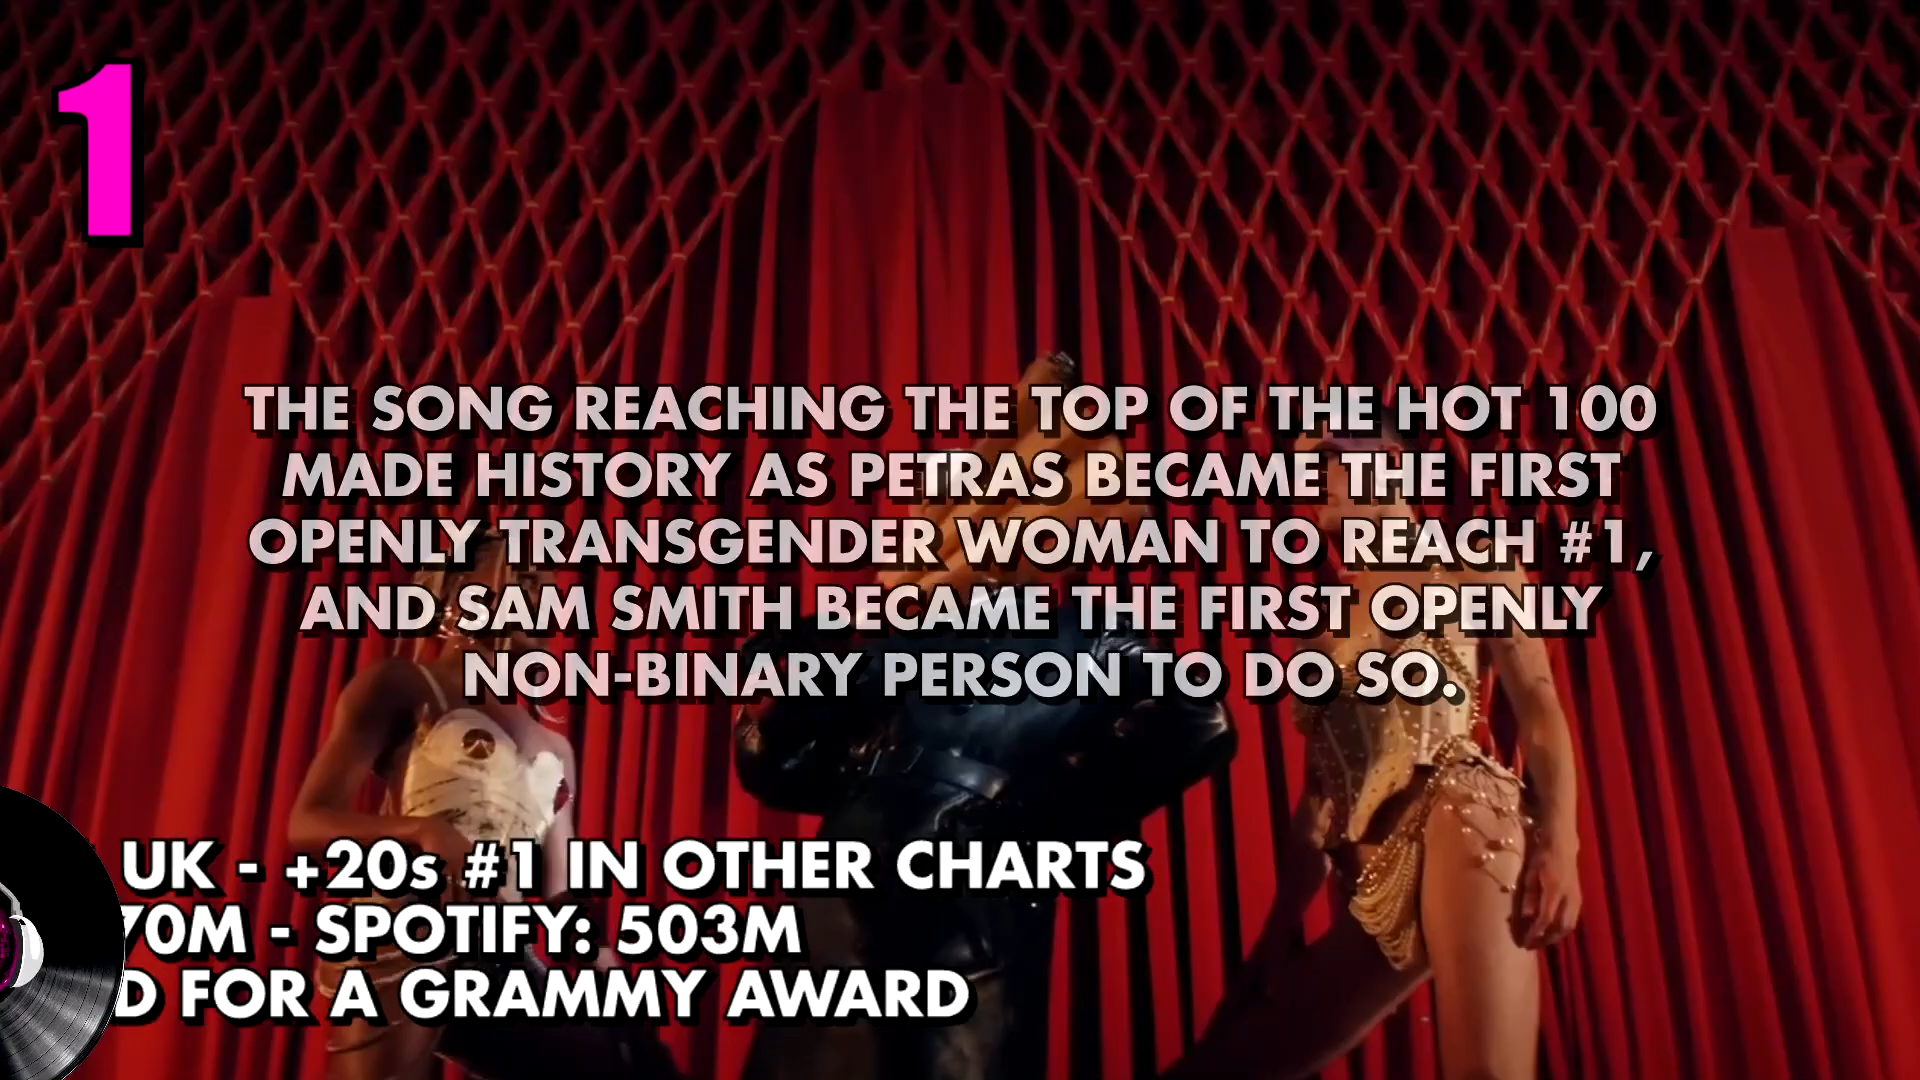 1
THE SONG REACHING THE TOP OF THE HOT 100
MADE HISTORY AS PETRAS BECAME THE FIRST
OPENLY TRANSGENDER WOMAN TO REACH #1,
AND SAM SMITH BECAME THE FIRST OPENLY
NON-BINARY PERSON TO DO SO.
UK - +20s #1 IN OTHER CHARTS
70M - SPOTIFY: 503M
D FOR A GRAMMY AWARD